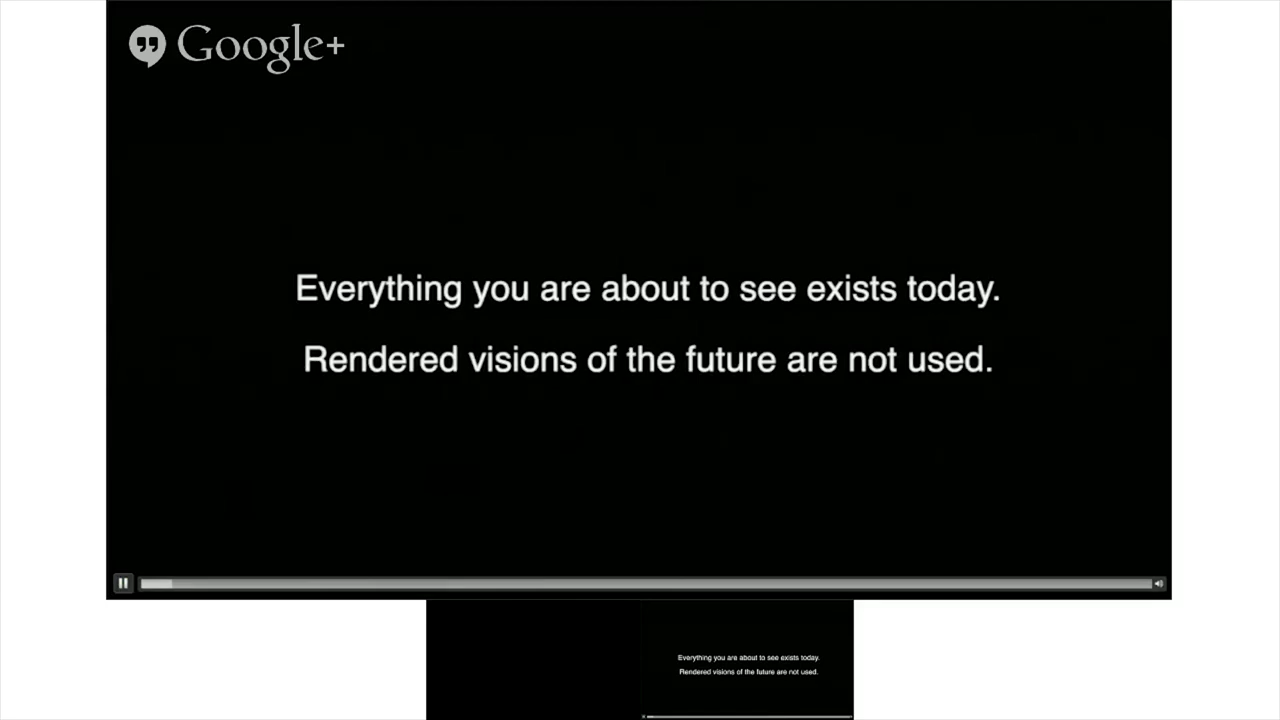 Google+
Everything you are about to see exists today.
Rendered visions of the future are not used.
Everything you are about to see exists today.
Rendered visions of the future are not used.